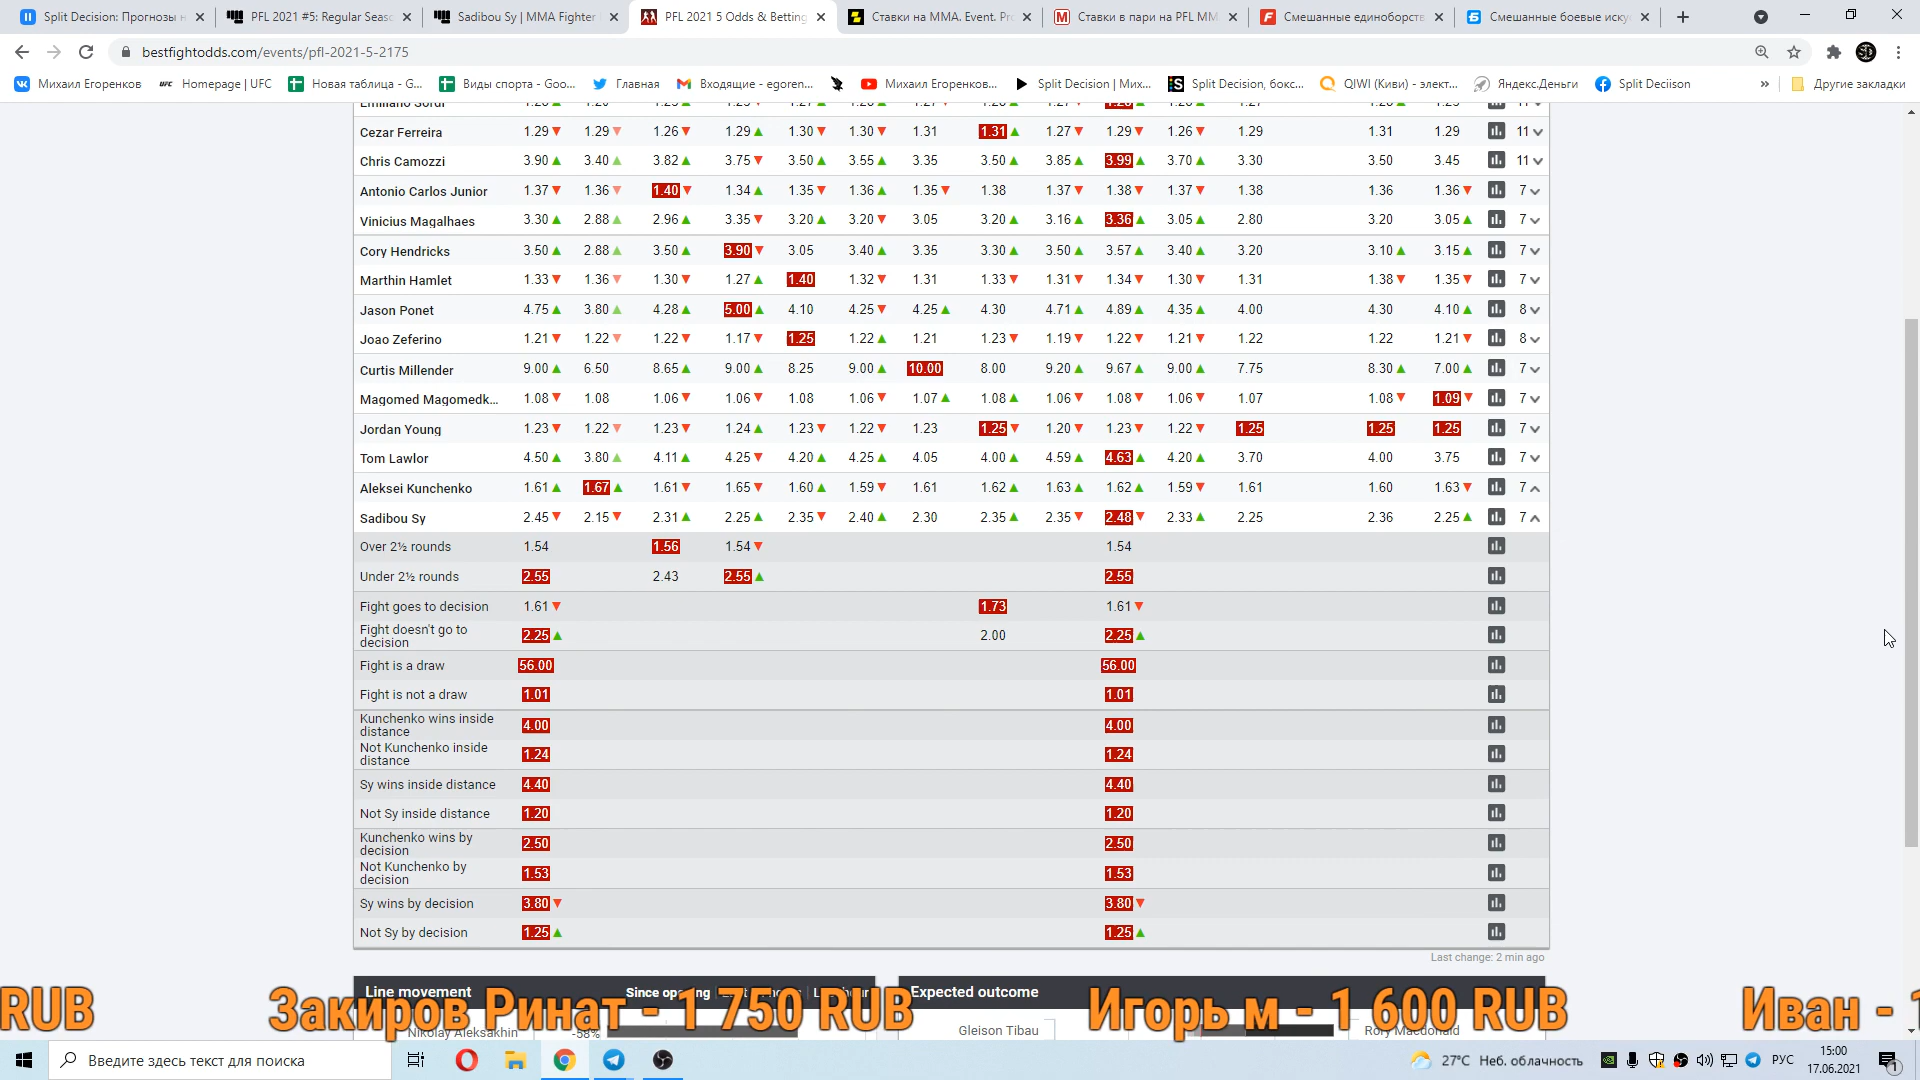 Split Decision: Прогнозы н
PFL 2021 #5: Regular Seaso
Sadibou Sy | MMA Fighter
PFL 2021 5 Odds & Betting
Ставки на ММА. Event. Pr
Ставки в пари на PFL MM
Смешанные единоборств
Смешанные боевые иску
bestfightodds.com/events/pfl-2021-5-2175
Михаил Егоренков
Homepage | UFC
Новая таблица - G...
Виды спорта - Goo...
Главная
Входящие - egoren...
Михаил Егоренков...
Split Decision | Мих...
Split Decision, бокс...
QIWI (Киви) - элект...
Яндекс.Деньги
Split Deciison
Другие закладки
Cezar Ferreira 1.29 1.29 1.26 1.29 1.30 1.30 1.31 1.31 1.27 1.29 1.26 1.29 1.31 1.29 11
Chris Camozzi 3.90 3.40 3.82 3.75 3.50 3.55 3.35 3.50 3.85 3.99 3.70 3.30 3.50 3.45 11
Antonio Carlos Junior 1.37 1.36 1.40 1.34 1.35 1.36 1.35 1.38 1.37 1.38 1.37 1.38 1.36 1.36 7
Vinicius Magalhaes 3.30 2.88 2.96 3.35 3.20 3.20 3.05 3.20 3.16 3.36 3.05 2.80 3.20 3.05 7
Cory Hendricks 3.50 2.88 3.50 3.90 3.05 3.40 3.35 3.30 3.50 3.57 3.40 3.20 3.10 3.15 7
Marthin Hamlet 1.33 1.36 1.30 1.27 1.40 1.32 1.31 1.33 1.31 1.34 1.30 1.31 1.38 1.35 7
Jason Ponet 4.75 3.80 4.28 5.00 4.10 4.25 4.25 4.30 4.71 4.89 4.35 4.00 4.30 4.10 8
Joao Zeferino 1.21 1.22 1.22 1.17 1.25 1.22 1.21 1.23 1.19 1.22 1.21 1.22 1.22 1.21 8
Curtis Millender 9.00 6.50 8.65 9.00 8.25 9.00 10.00 8.00 9.20 9.67 9.00 7.75 8.30 7.00 7
Magomed Magomedk... 1.08 1.08 1.06 1.06 1.08 1.06 1.07 1.08 1.06 1.08 1.06 1.07 1.08 1.09 7
Jordan Young 1.23 1.22 1.23 1.24 1.23 1.22 1.23 1.25 1.20 1.23 1.22 1.25 1.25 1.25 7
Tom Lawlor 4.50 3.80 4.11 4.25 4.20 4.25 4.05 4.00 4.59 4.63 4.20 3.70 4.00 3.75 7
Aleksei Kunchenko 1.61 1.67 1.61 1.65 1.60 1.59 1.61 1.62 1.63 1.62 1.59 1.61 1.60 1.63 7
Sadibou Sy 2.45 2.15 2.31 2.25 2.35 2.40 2.30 2.35 2.35 2.48 2.33 2.25 2.36 2.25 7
Over 2½ rounds 1.54 1.56 1.54 1.54
Under 2½ rounds 2.55 2.43 2.55 2.55
Fight goes to decision 1.61 1.73 1.61
Fight doesn't go to
decision 2.25 2.00 2.25
Fight is a draw 56.00 56.00
Fight is not a draw 1.01 1.01
Kunchenko wins inside
distance 4.00 4.00
Not Kunchenko inside
distance 1.24 1.24
Sy wins inside distance 4.40 4.40
Not Sy inside distance 1.20 1.20
Kunchenko wins by
decision 2.50 2.50
Not Kunchenko by
decision 1.53 1.53
Sy wins by decision 3.80 3.80
Not Sy by decision 1.25 1.25
Last change: 2 min ago
Line movement Since opening Expected outcome
RUB Закиров Ринат - 1 750 RUB Игорь м - 1 600 RUB Иван - 1
Nikolay Aleksakhin -58% Gleison Tibau Rory Macdonald
Введите здесь текст для поиска
27°C Неб. облачность
РУС
15:00
17.06.2021
1